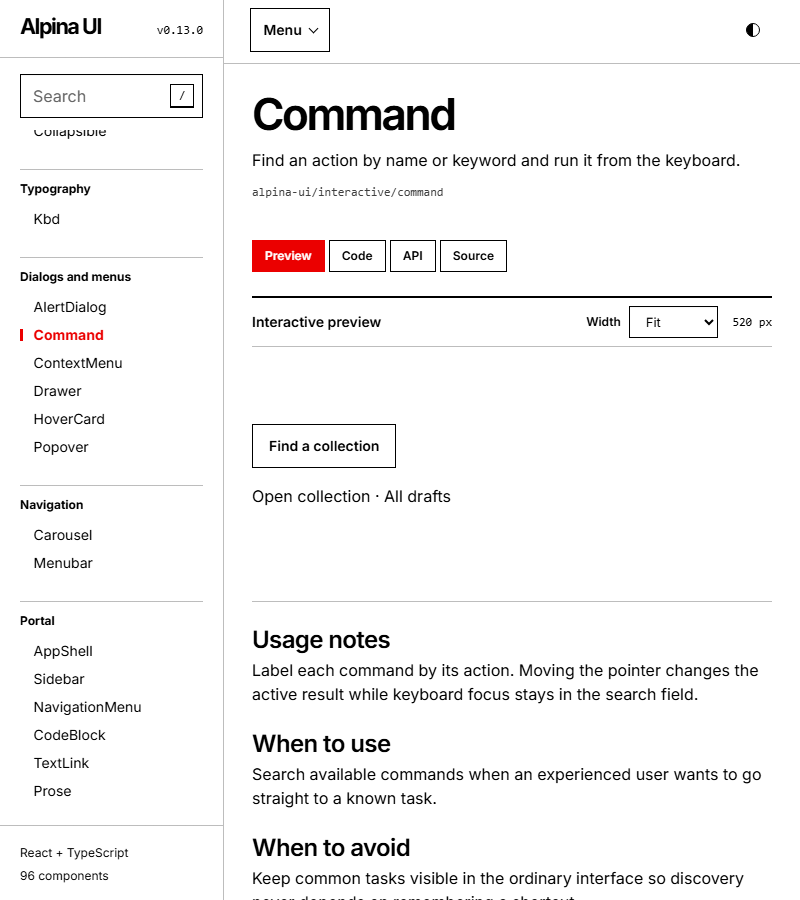 Alpina UI
v0.13.0
Search
/
Collapsible
Typography
Kbd
Dialogs and menus
AlertDialog
Command
ContextMenu
Drawer
HoverCard
Popover
Navigation
Carousel
Menubar
Portal
AppShell
Sidebar
NavigationMenu
CodeBlock
TextLink
Prose
React + TypeScript
96 components
Menu
Command
Find an action by name or keyword and run it from the keyboard.
alpina-ui/interactive/command
Preview
Code
API
Source
Interactive preview
Width
Fit
520 px
Find a collection
Open collection · All drafts
Usage notes
Label each command by its action. Moving the pointer changes the
active result while keyboard focus stays in the search field.
When to use
Search available commands when an experienced user wants to go
straight to a known task.
When to avoid
Keep common tasks visible in the ordinary interface so discovery
never depends on remembering a shortcut.